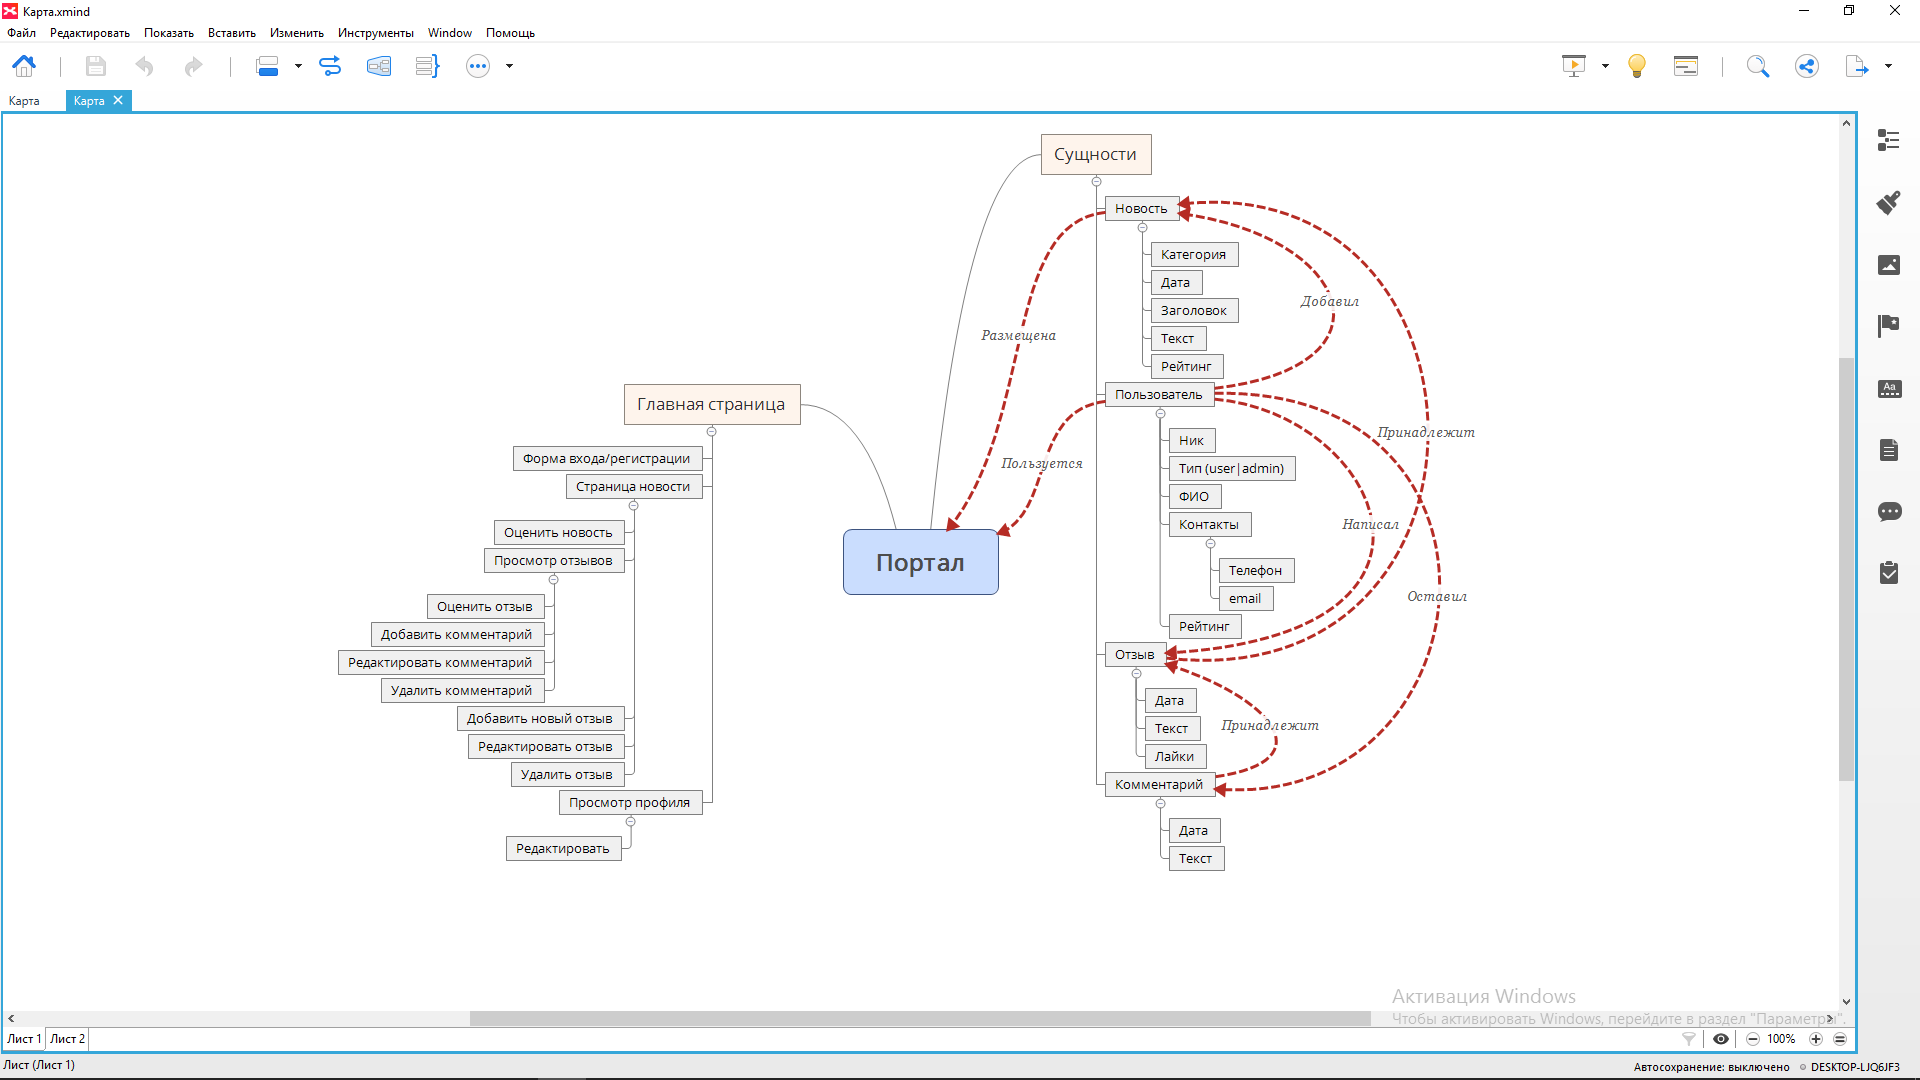 Карта.xmind
Файл Редактировать Показать Вставить Изменить Инструменты Window Помощь
Карта Карта
Сущности
Новость
Категория
Дата
Заголовок
Текст
Рейтинг
Добавил
Размещена
Пользователь
Ник
Тип (user|admin)
ФИО
Контакты
Телефон
email
Рейтинг
Принадлежит
Пользуется
Написал
Оставил
Отзыв
Дата
Текст
Лайки
Принадлежит
Комментарий
Дата
Текст
Главная страница
Форма входа/регистрации
Страница новости
Оценить новость
Просмотр отзывов
Оценить отзыв
Добавить комментарий
Редактировать комментарий
Удалить комментарий
Добавить новый отзыв
Редактировать отзыв
Удалить отзыв
Просмотр профиля
Редактировать
Портал
Aa
Активация Windows
Чтобы активировать Windows, перейдите в раздел "Параметры".
Лист 1 Лист 2
100%
Лист (Лист 1)
Автосохранение: выключено DESKTOP-LJQ6JF3